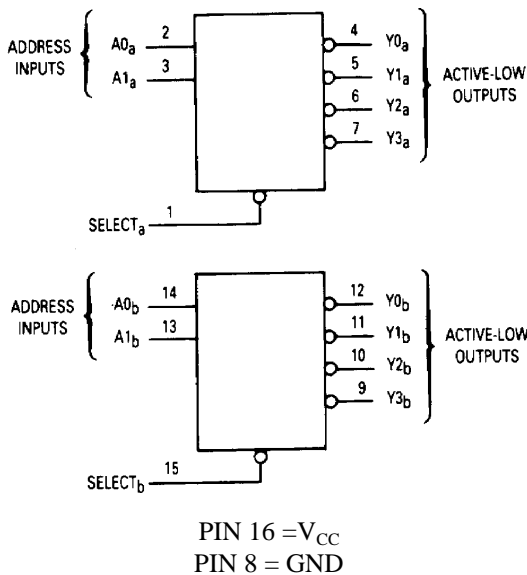 ADDRESS INPUTS
A0a 2
A1a 3
4 Y0a
5 Y1a
6 Y2a
7 Y3a
ACTIVE-LOW OUTPUTS
SELECTa 1
ADDRESS INPUTS
A0b 14
A1b 13
12 Y0b
11 Y1b
10 Y2b
9 Y3b
ACTIVE-LOW OUTPUTS
SELECTb 15
PIN 16 =VCC
PIN 8 = GND